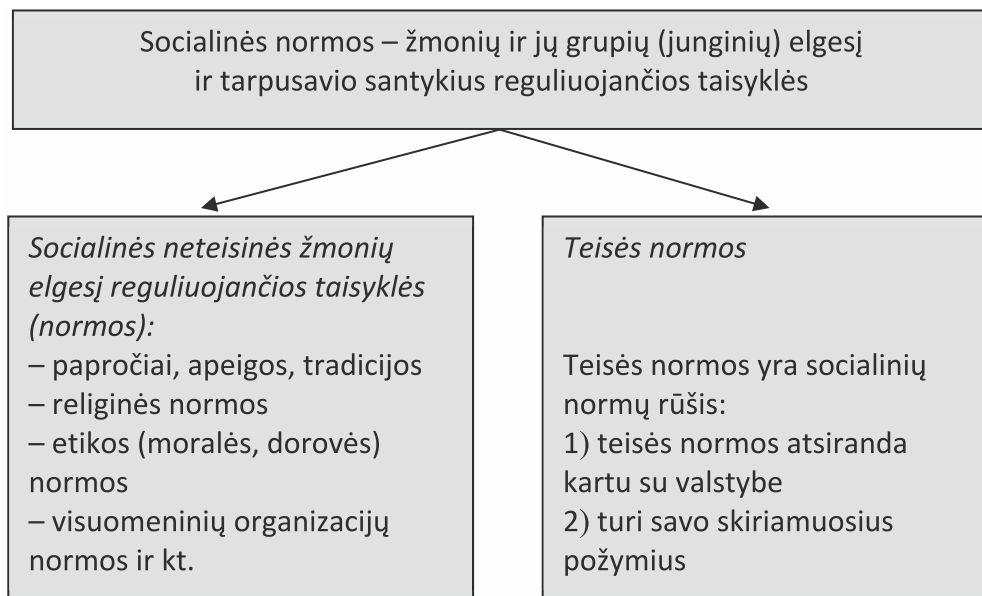 Socialinės normos – žmonių ir jų grupių (junginių) elgesį
ir tarpusavio santykius reguliuojančios taisyklės
Socialinės neteisinės žmonių
elgesį reguliuojančios taisyklės
(normos):
– papročiai, apeigos, tradicijos
– religinės normos
– etikos (moralės, dorovės)
normos
– visuomeninių organizacijų
normos ir kt.
Teisės normos
Teisės normos yra socialinių
normų rūšis:
1) teisės normos atsiranda
kartu su valstybe
2) turi savo skiriamuosius
požymius